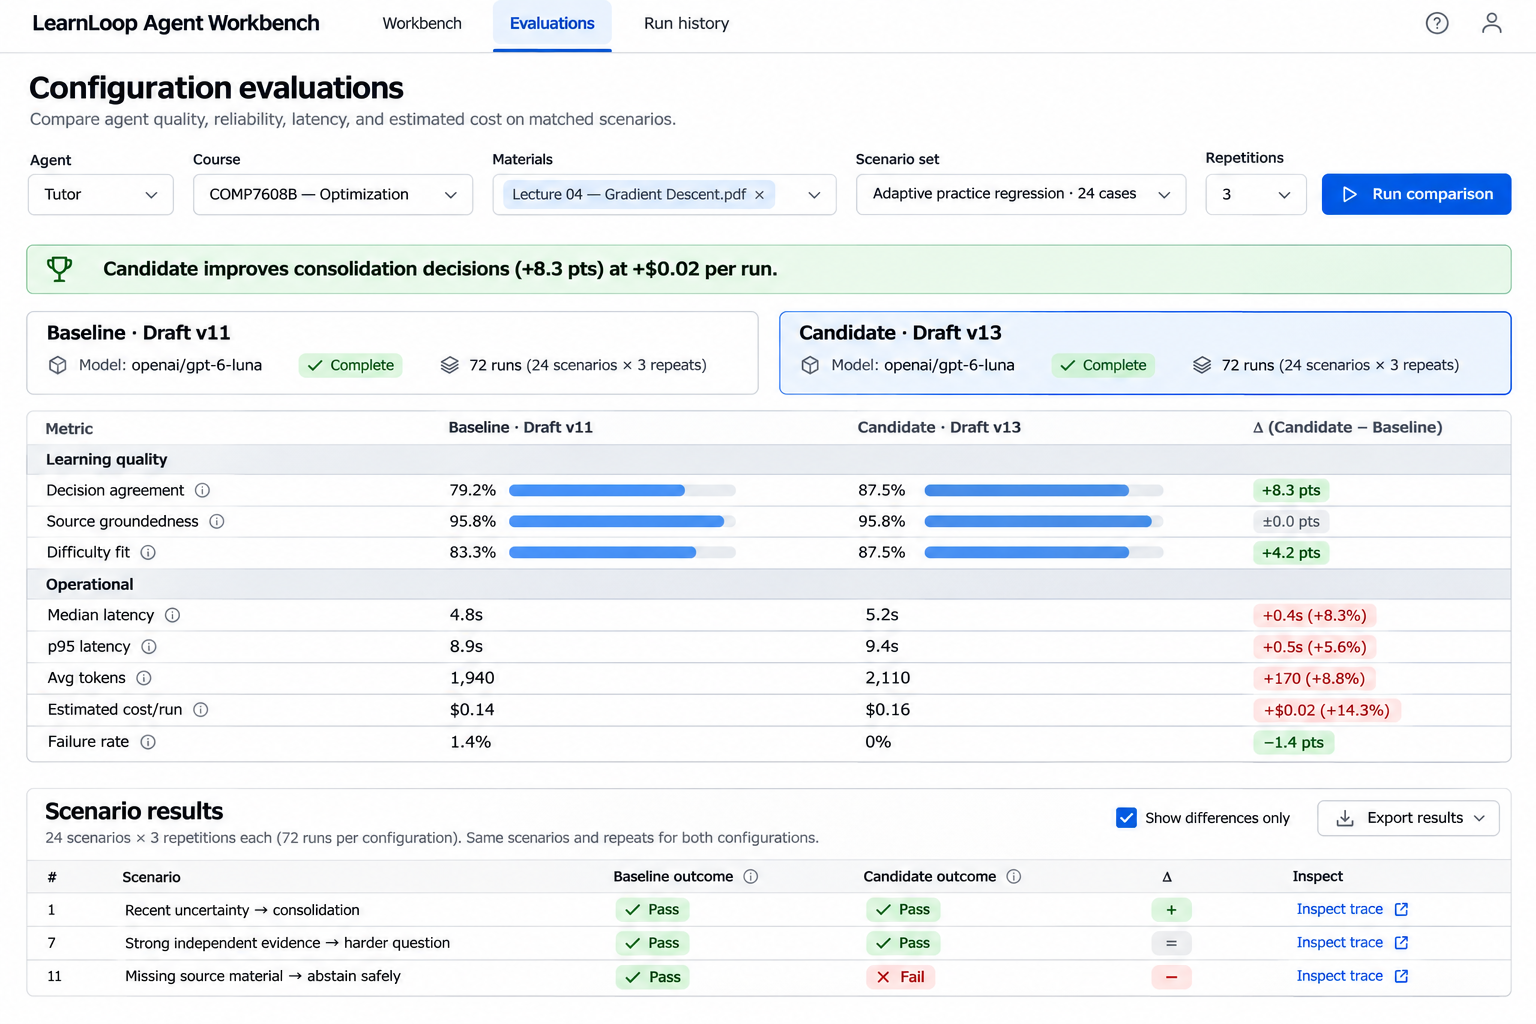 LearnLoop Agent Workbench Workbench Evaluations Run history
Configuration evaluations
Compare agent quality, reliability, latency, and estimated cost on matched scenarios.
Agent Course Materials Scenario set Repetitions
Tutor COMP7608B — Optimization Lecture 04 — Gradient Descent.pdf × Adaptive practice regression · 24 cases 3 Run comparison
Candidate improves consolidation decisions (+8.3 pts) at +$0.02 per run.
Baseline · Draft v11 Candidate · Draft v13
Model: openai/gpt-6-luna Complete 72 runs (24 scenarios × 3 repeats) Model: openai/gpt-6-luna Complete 72 runs (24 scenarios × 3 repeats)
Metric Baseline · Draft v11 Candidate · Draft v13 Δ (Candidate – Baseline)
Learning quality
Decision agreement 79.2% 87.5% +8.3 pts
Source groundedness 95.8% 95.8% ±0.0 pts
Difficulty fit 83.3% 87.5% +4.2 pts
Operational
Median latency 4.8s 5.2s +0.4s (+8.3%)
p95 latency 8.9s 9.4s +0.5s (+5.6%)
Avg tokens 1,940 2,110 +170 (+8.8%)
Estimated cost/run $0.14 $0.16 +$0.02 (+14.3%)
Failure rate 1.4% 0% −1.4 pts
Scenario results
24 scenarios × 3 repetitions each (72 runs per configuration). Same scenarios and repeats for both configurations. Show differences only Export results
# Scenario Baseline outcome Candidate outcome Δ Inspect
1 Recent uncertainty → consolidation Pass Pass + Inspect trace
7 Strong independent evidence → harder question Pass Pass = Inspect trace
11 Missing source material → abstain safely Pass Fail − Inspect trace